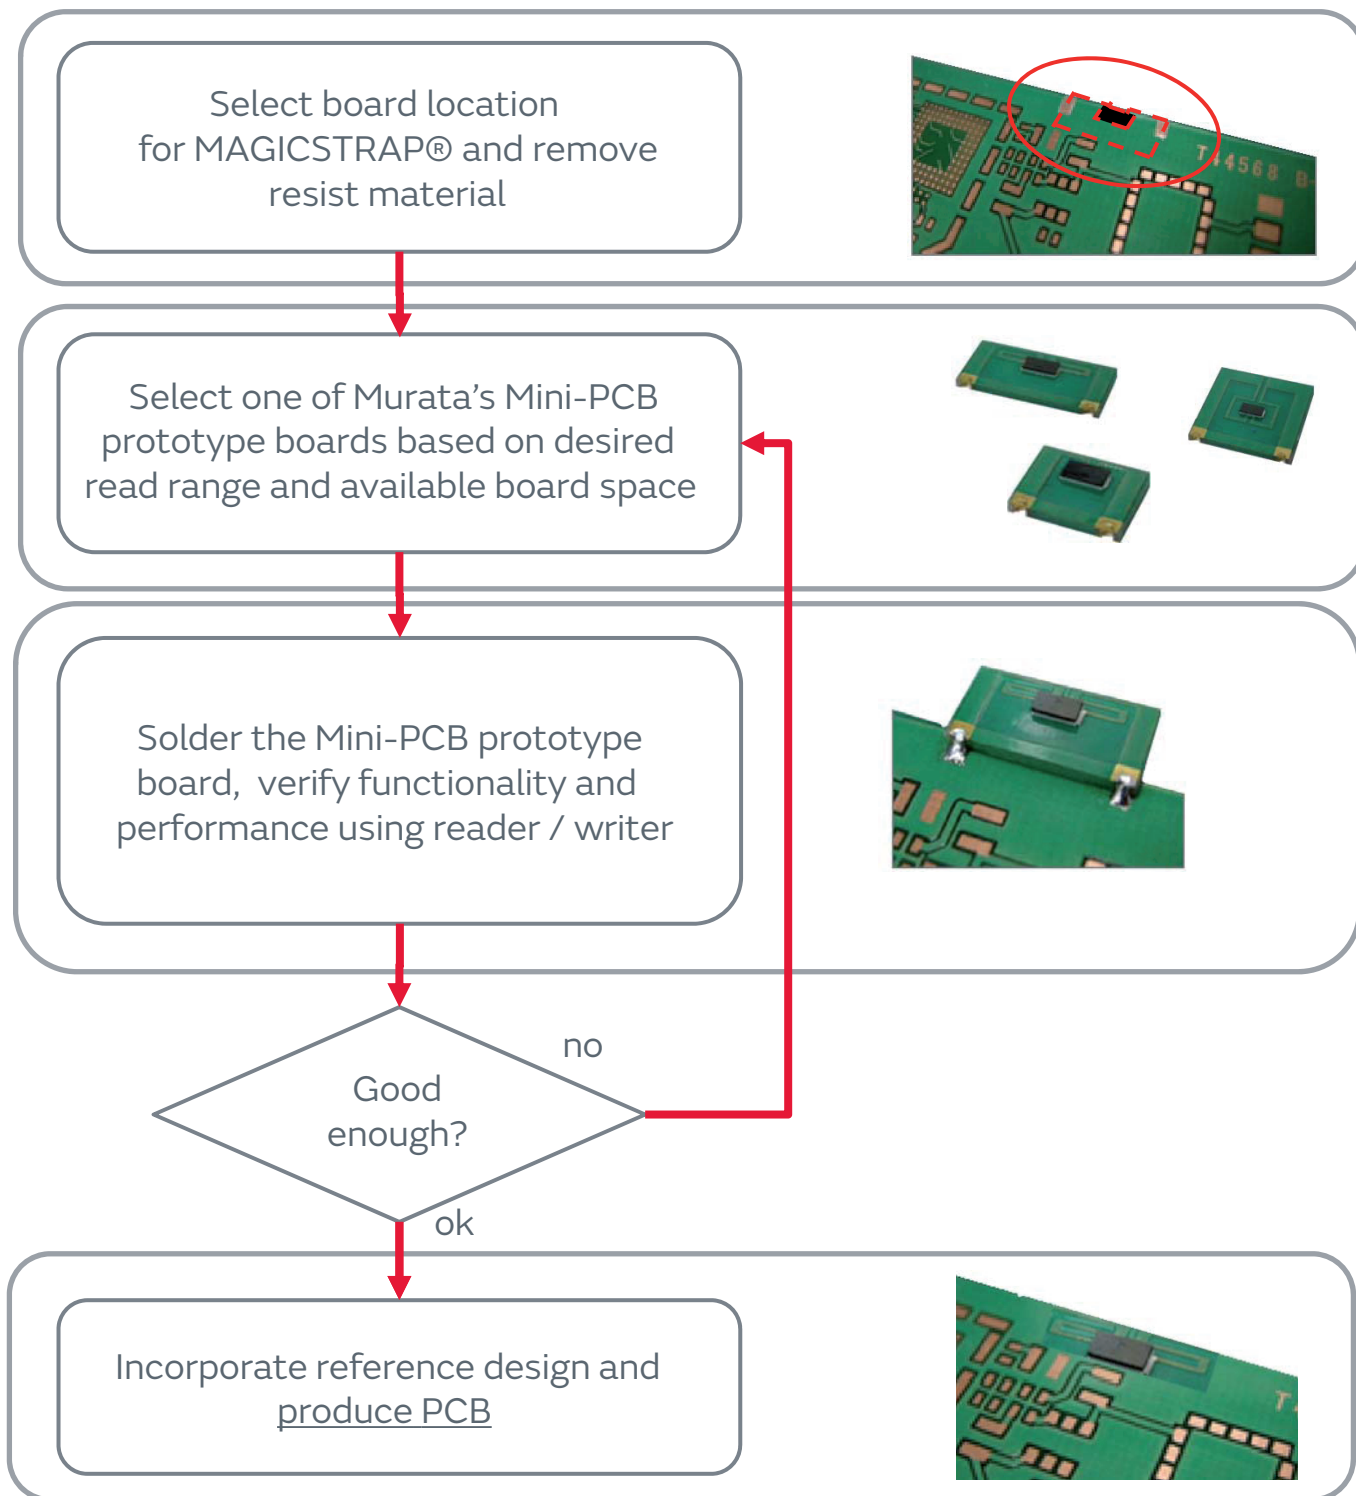 Select board location
for MAGICSTRAP® and remove
resist material
T44568 B
Select one of Murata's Mini-PCB
prototype boards based on desired
read range and available board space
Solder the Mini-PCB prototype
board, verify functionality and
performance using reader / writer
no
Good
enough?
ok
Incorporate reference design and
produce PCB